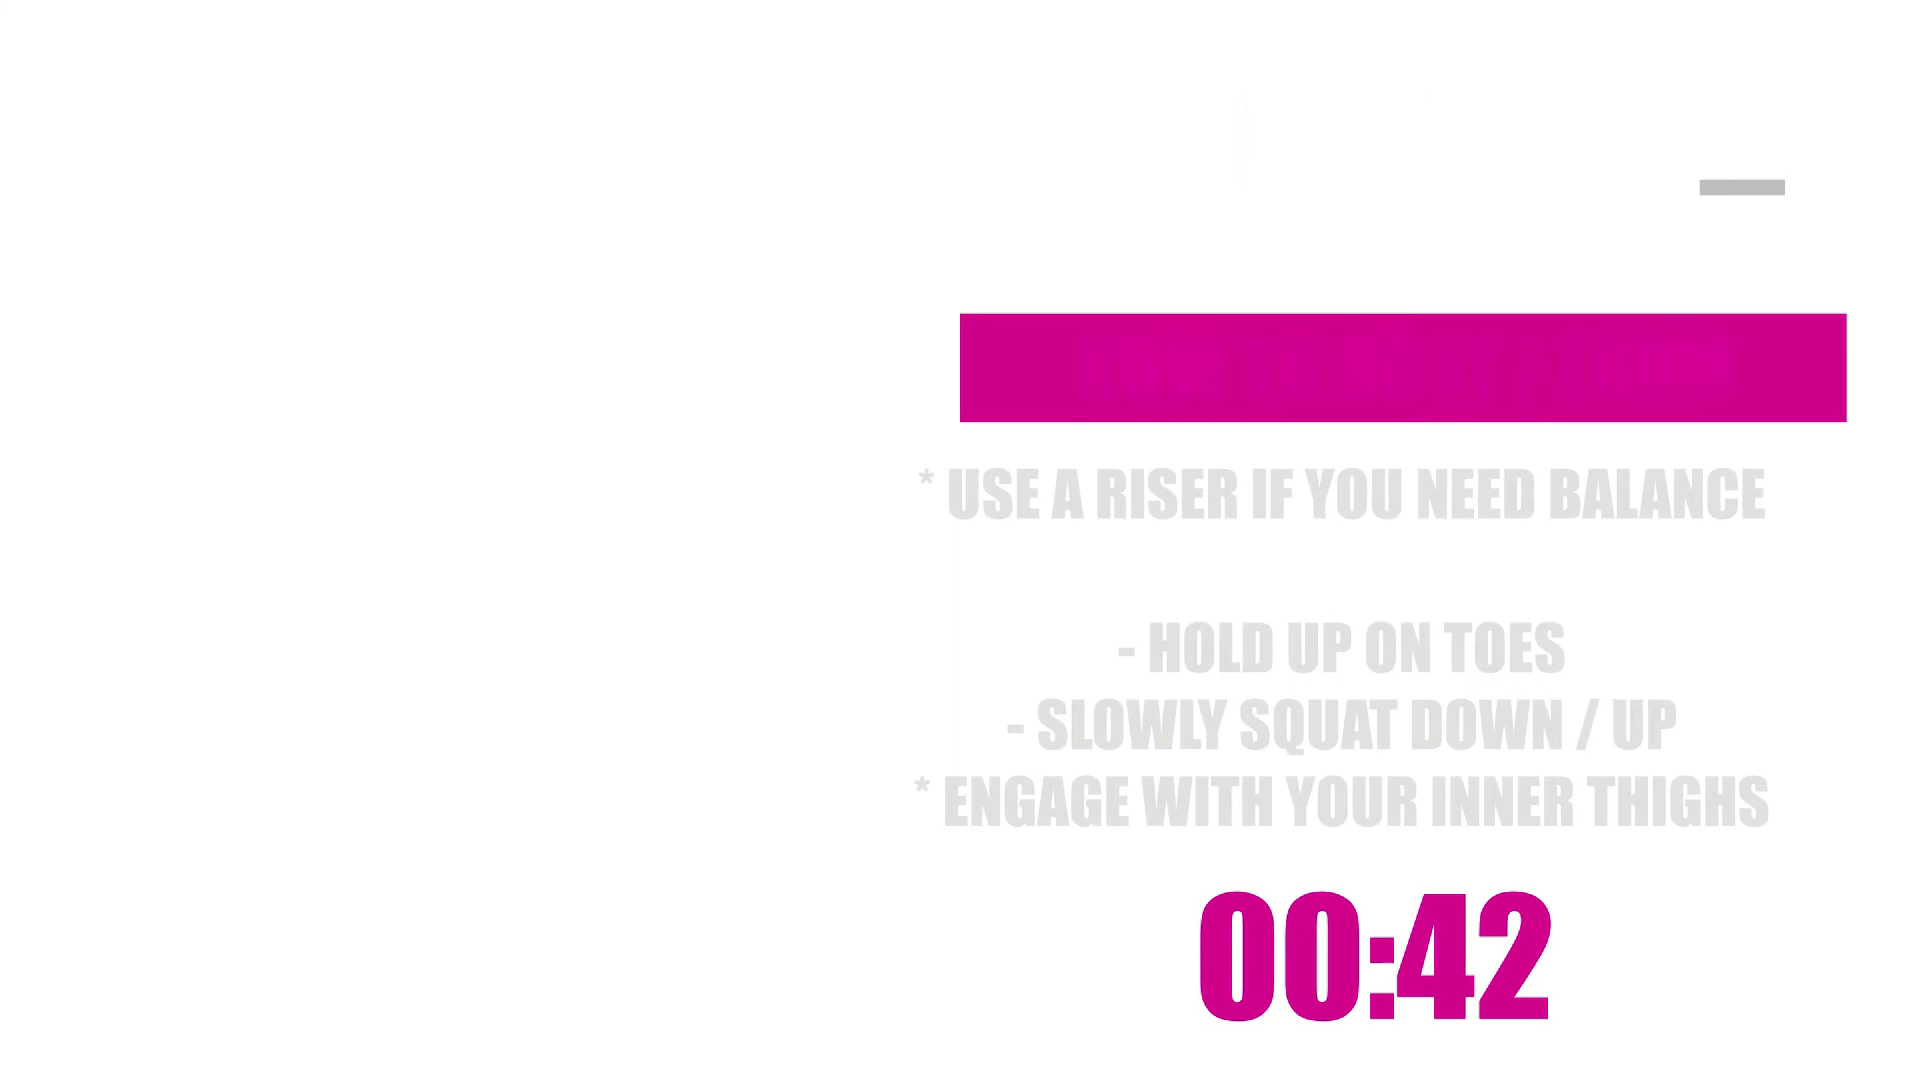 * USE A RISER IF YOU NEED BALANCE
- HOLD UP ON TOES
- SLOWLY SQUAT DOWN / UP
* ENGAGE WITH YOUR INNER THIGHS
00:42